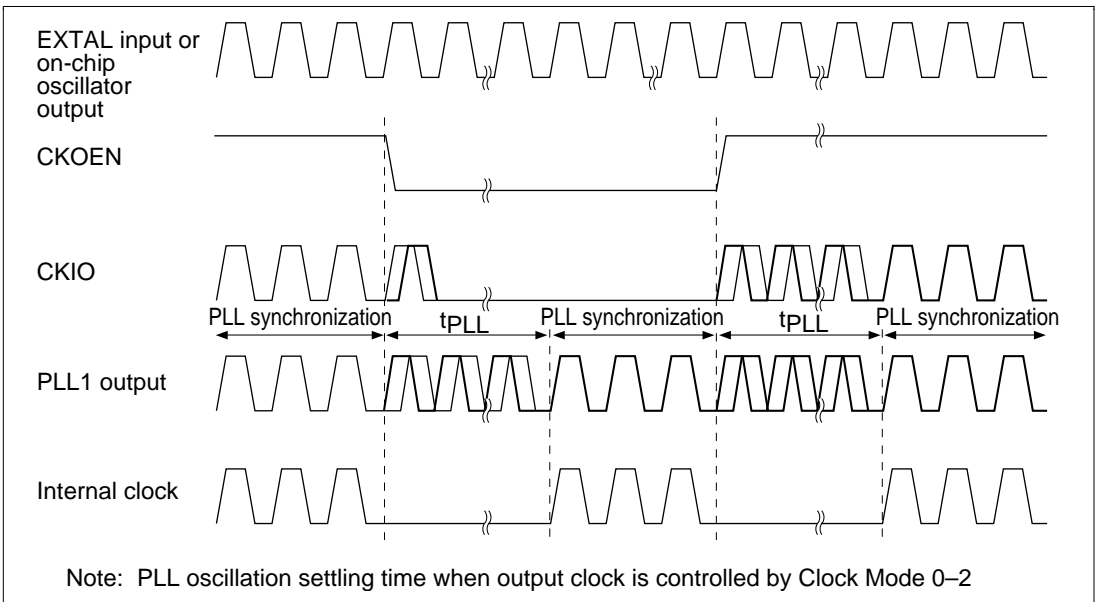 EXTAL input or
on-chip
oscillator
output
CKOEN
CKIO
PLL synchronization tPLL PLL synchronization tPLL PLL synchronization
PLL1 output
Internal clock
Note: PLL oscillation settling time when output clock is controlled by Clock Mode 0–2